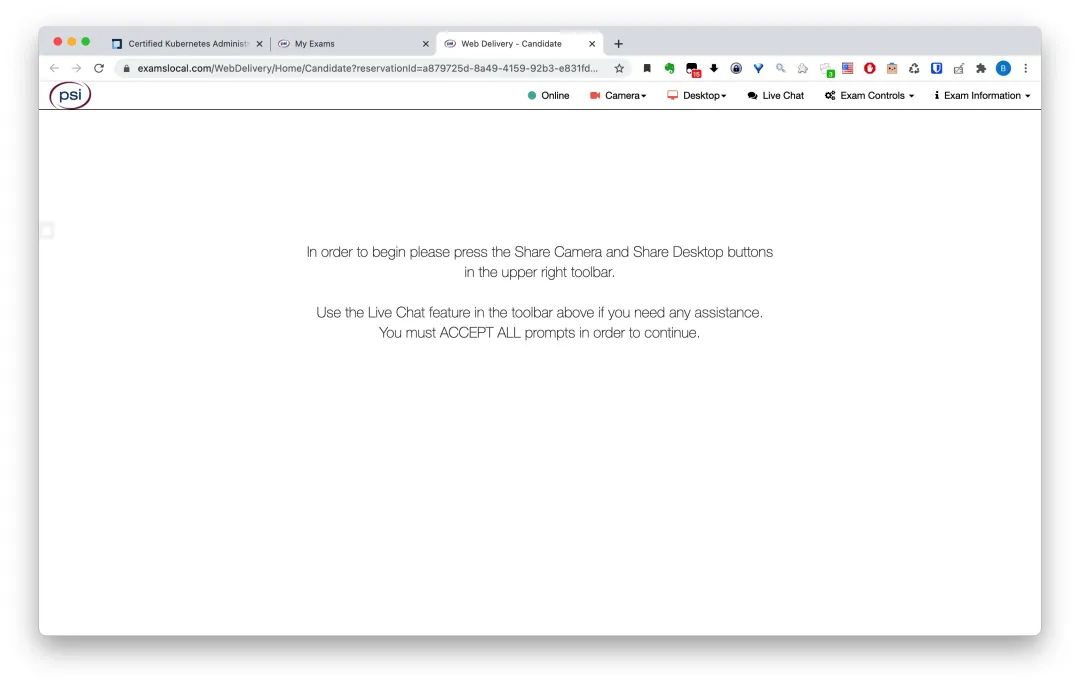 Certified Kubernetes Administr
My Exams
Web Delivery - Candidate
examslocal.com/WebDelivery/Home/Candidate?reservationId=a879725d-8a49-4159-92b3-e831fd...
15
3
B
psi
Online
Camera
Desktop
Live Chat
Exam Controls
Exam Information
In order to begin please press the Share Camera and Share Desktop buttons
in the upper right toolbar.
Use the Live Chat feature in the toolbar above if you need any assistance.
You must ACCEPT ALL prompts in order to continue.